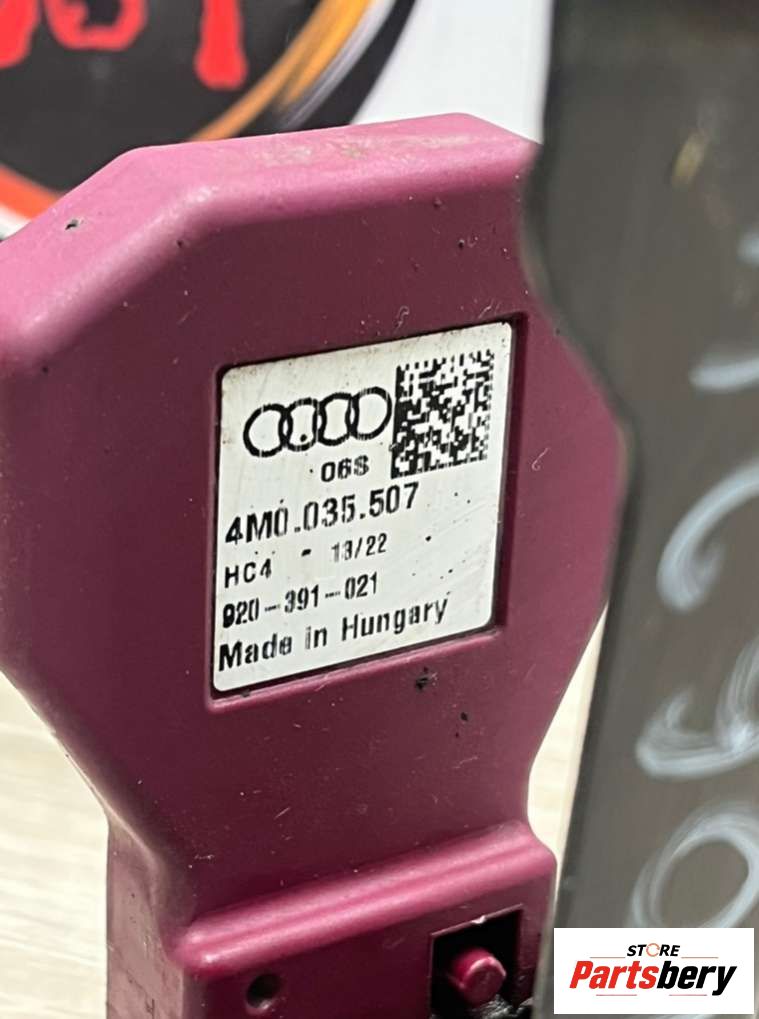 06S
4M0.035.507
HC4 - 13/22
920-391-021
Made in Hungary
STORE
Partsbery